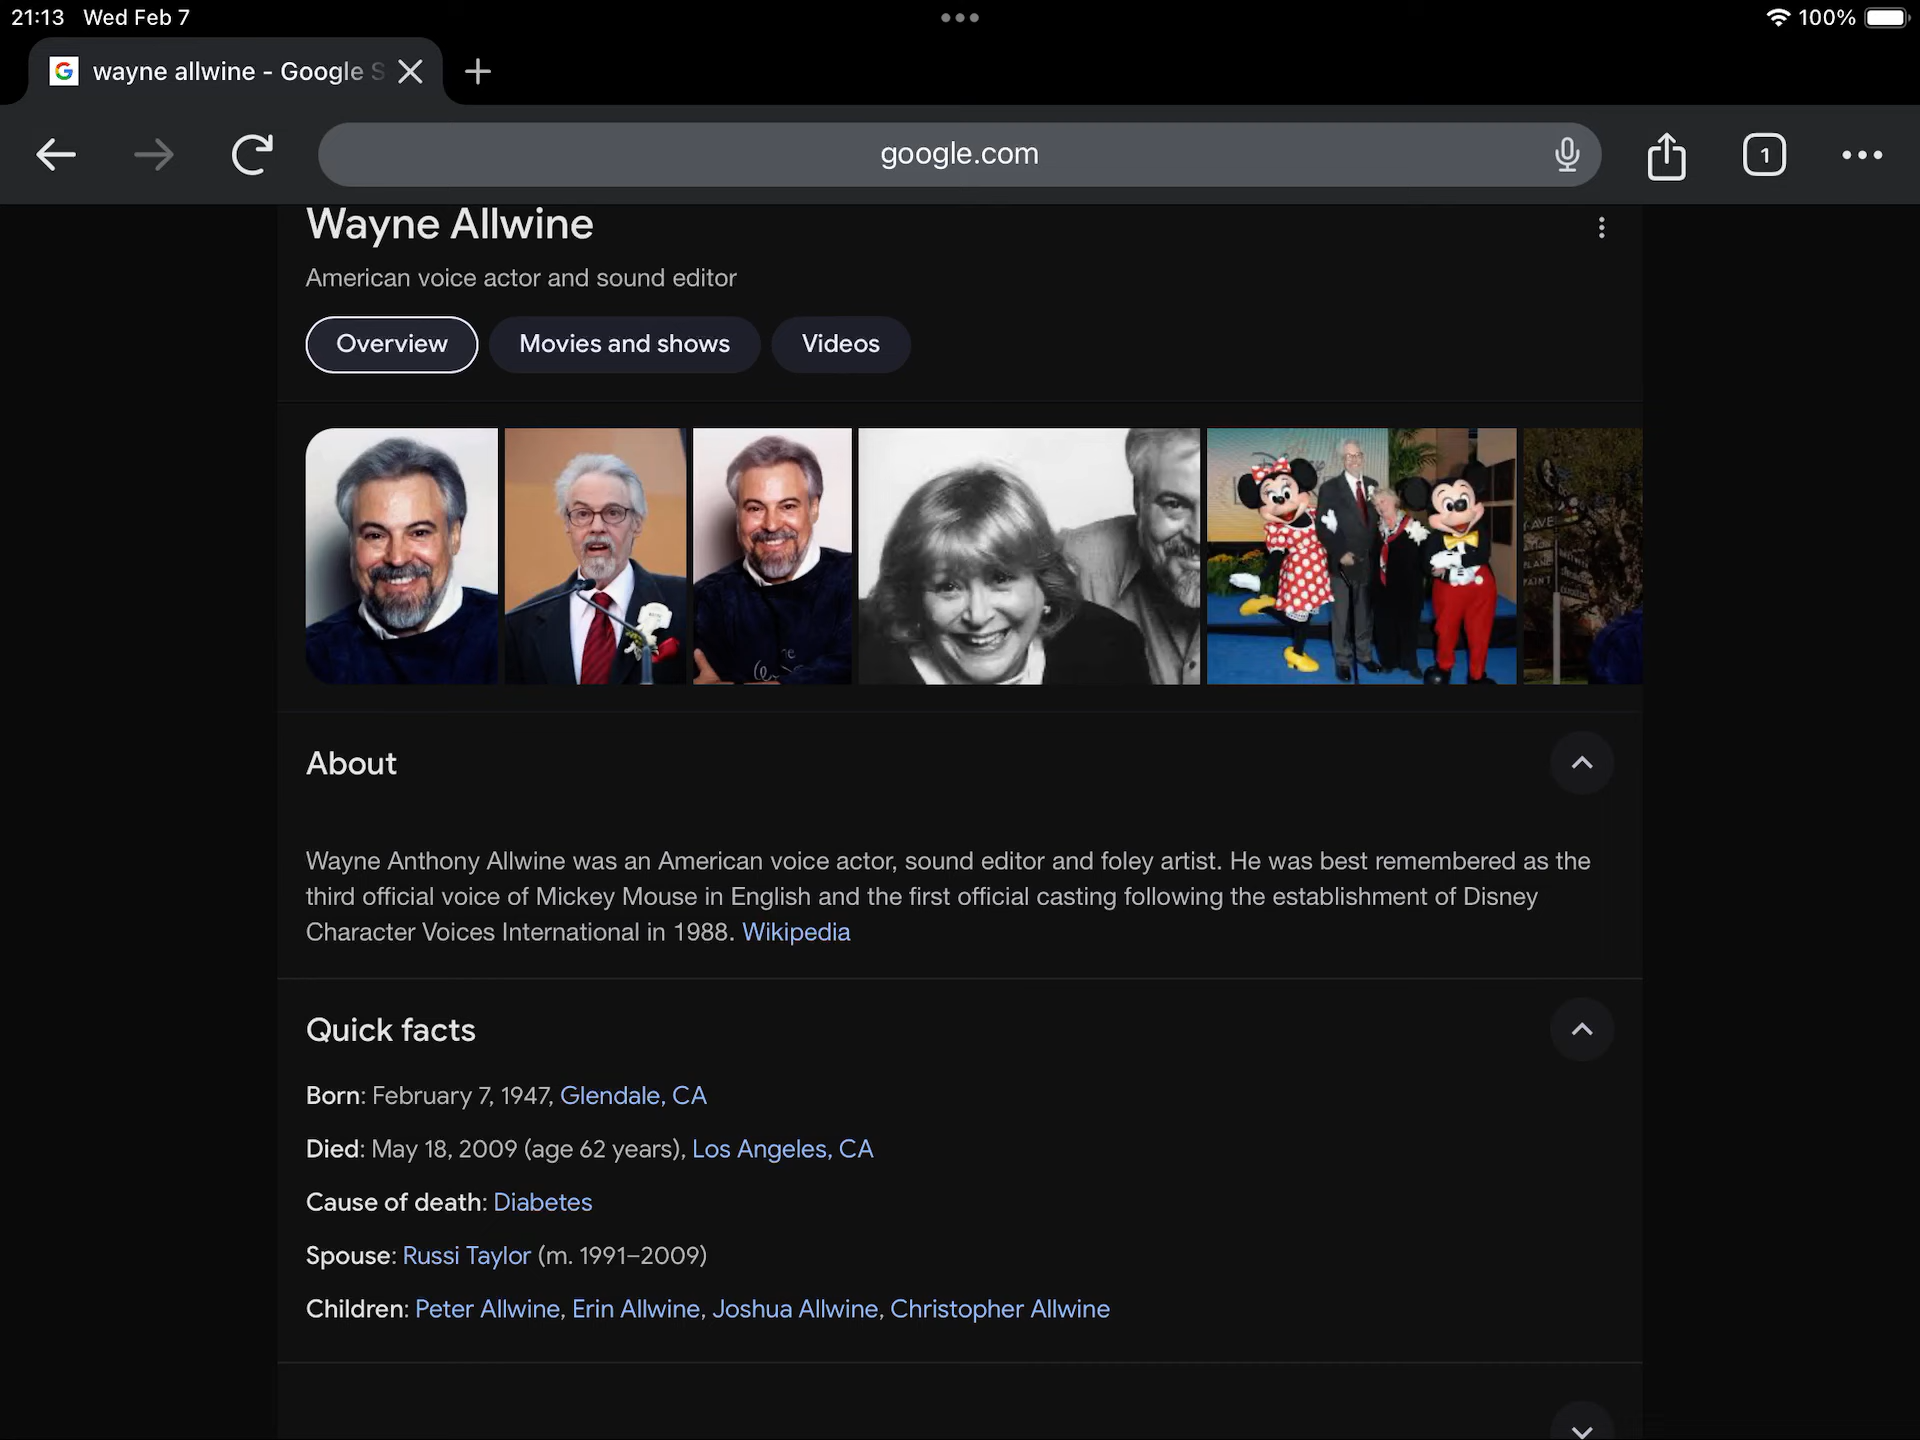 21:13 Wed Feb 7
100%
wayne allwine - Google S
google.com
1
Wayne Allwine
American voice actor and sound editor
Overview
Movies and shows
Videos
About
Wayne Anthony Allwine was an American voice actor, sound editor and foley artist. He was best remembered as the
third official voice of Mickey Mouse in English and the first official casting following the establishment of Disney
Character Voices International in 1988. Wikipedia
Quick facts
Born: February 7, 1947, Glendale, CA
Died: May 18, 2009 (age 62 years), Los Angeles, CA
Cause of death: Diabetes
Spouse: Russi Taylor (m. 1991–2009)
Children: Peter Allwine, Erin Allwine, Joshua Allwine, Christopher Allwine